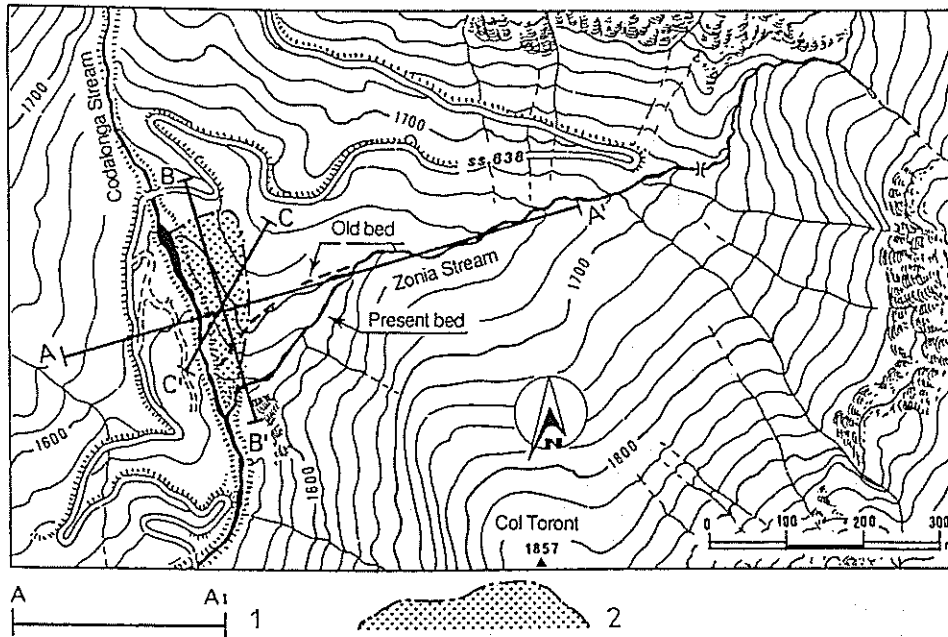 1700
Codalonga Stream
1700
ss 638
B
C
Old bed
A'
Zonia Stream
1700
Present bed
A
C'
B'
N
1600
1600
1800
Col Toront
1857
0 100 200 300 m
A A' 1 2